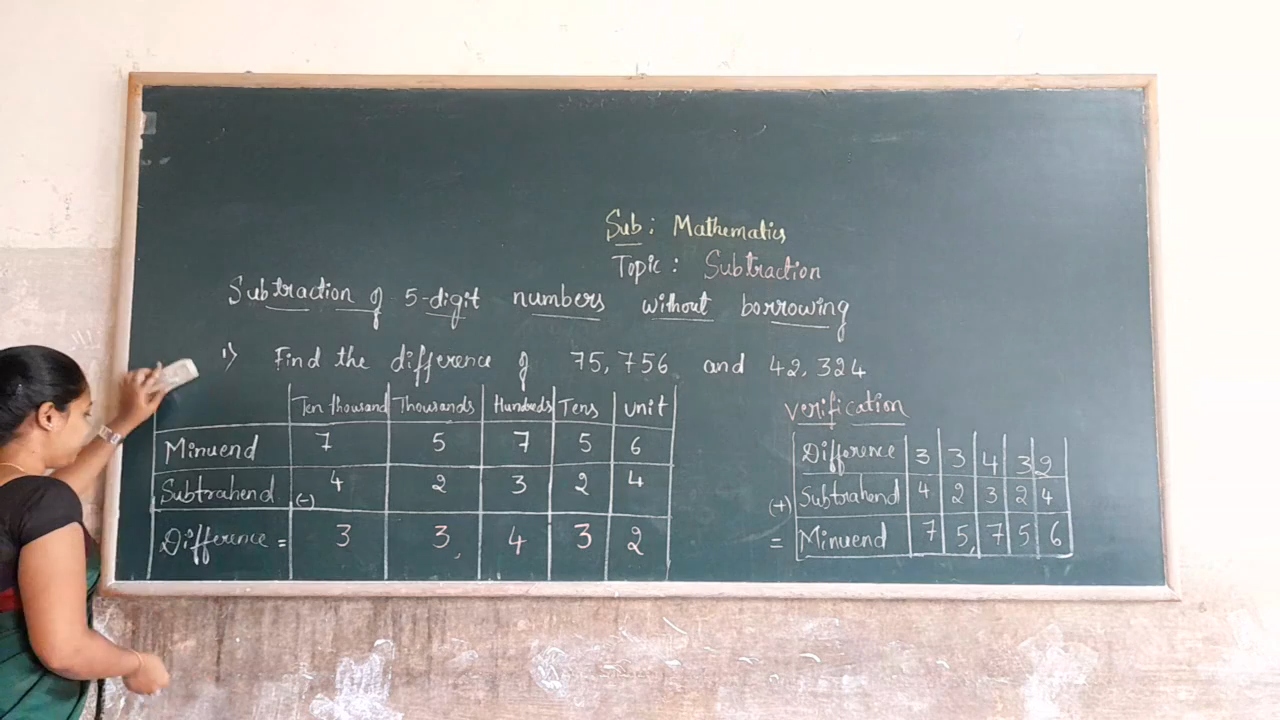 Sub: Mathematics
Topic: Subtraction
Subtraction of 5-digit numbers without borrowing
1) Find the difference of 75,756 and 42,324
Ten thousand Thousands Hundreds Tens unit
Minuend 7 5 7 5 6
Subtrahend (-) 4 2 3 2 4
Difference = 3 3, 4 3 2
verification
Difference 3 3 4 3 2
(+) Subtrahend 4 2 3 2 4
= Minuend 7 5, 7 5 6